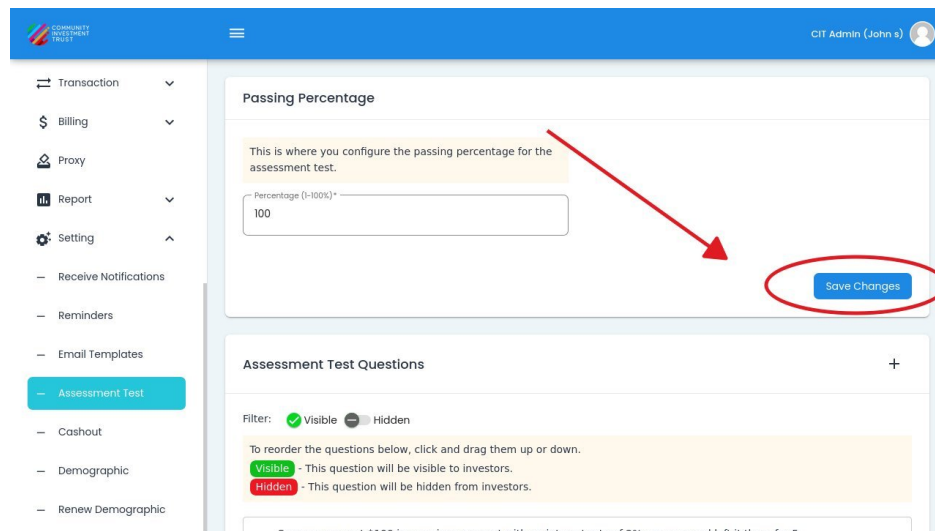 COMMUNITY
INVESTMENT
TRUST
CIT Admin (John s)
Transaction
Billing
Proxy
Report
Setting
Receive Notifications
Reminders
Email Templates
Assessment Test
Cashout
Demographic
Renew Demographic
Passing Percentage
This is where you configure the passing percentage for the
assessment test.
Percentage (1-100%)*
100
Save Changes
Assessment Test Questions
Filter: Visible Hidden
To reorder the questions below, click and drag them up or down.
Visible - This question will be visible to investors.
Hidden - This question will be hidden from investors.